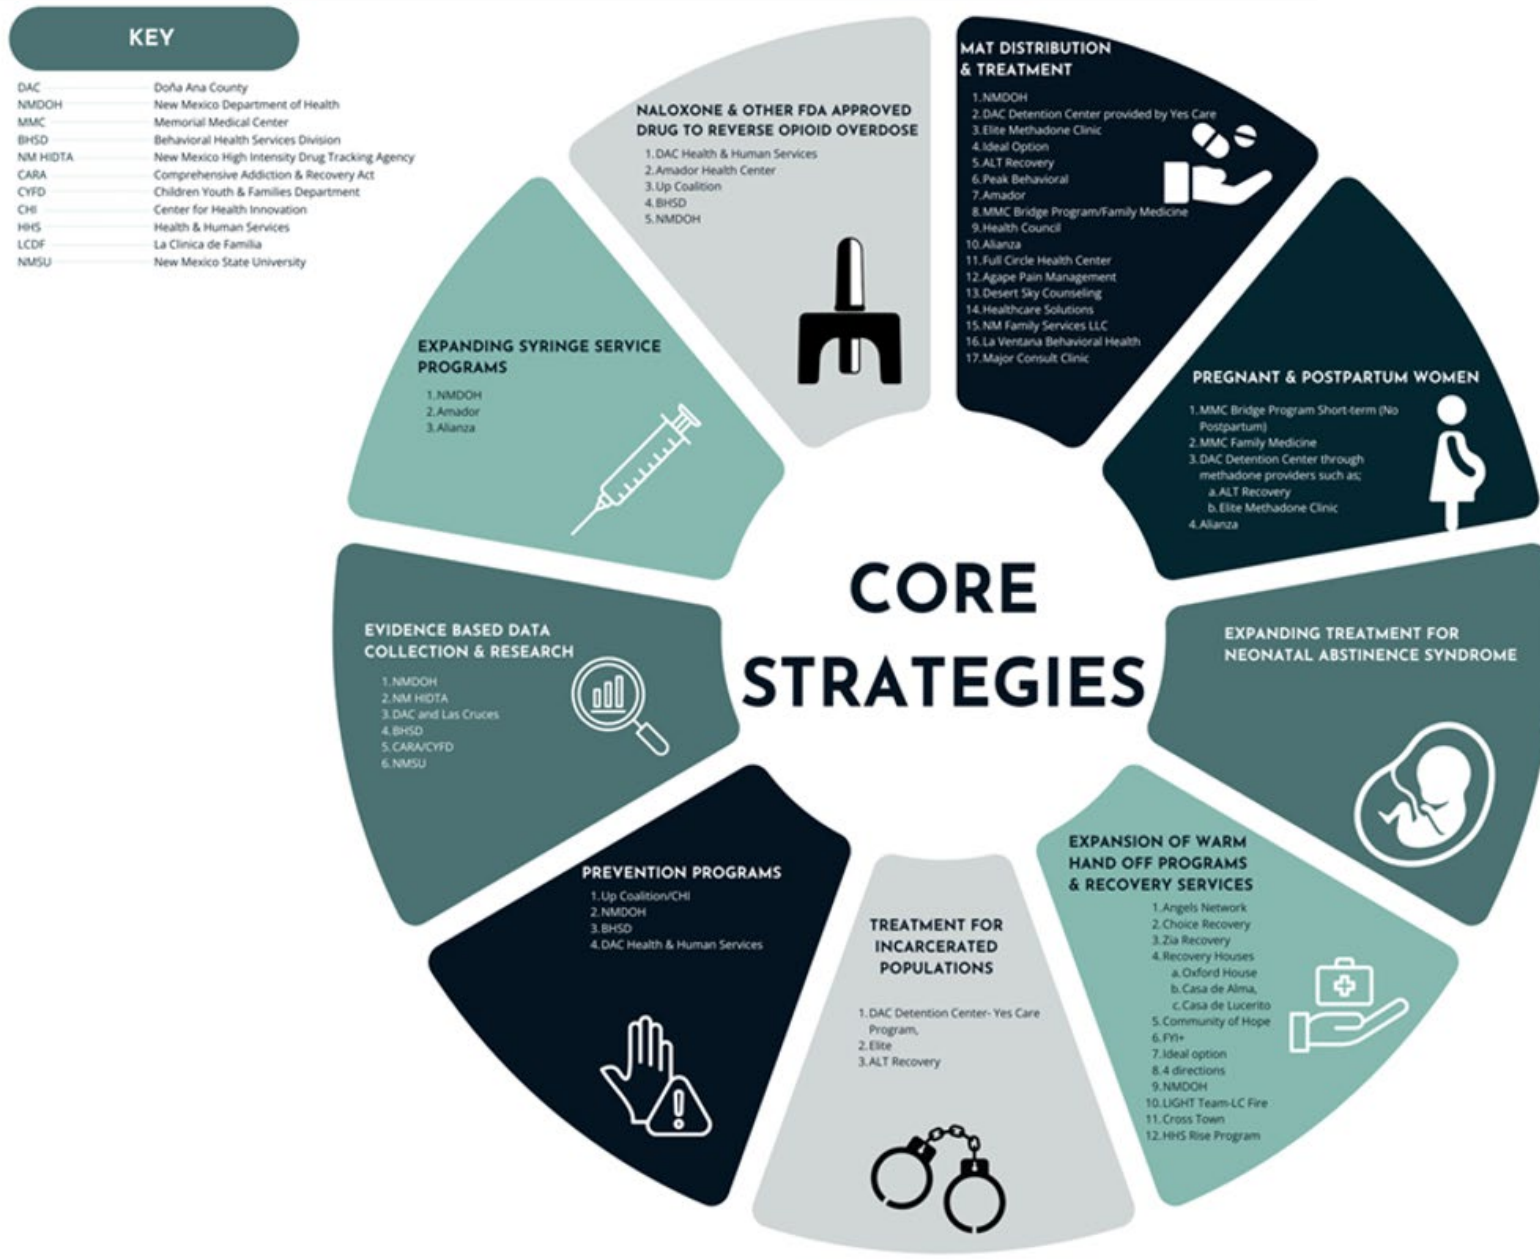 KEY
DAC Doña Ana County
NMDOH New Mexico Department of Health
MMC Memorial Medical Center
BHSD Behavioral Health Services Division
NM HIDTA New Mexico High Intensity Drug Tracking Agency
CARA Comprehensive Addiction & Recovery Act
CYFD Children Youth & Families Department
CHI Center for Health Innovation
HHS Health & Human Services
LCDF La Clinica de Familia
NMSU New Mexico State University
CORE
STRATEGIES
MAT DISTRIBUTION
& TREATMENT
1.NMDOH
2.DAC Detention Center provided by Yes Care
3.Elite Methadone Clinic
4.Ideal Option
5.ALT Recovery
6.Peak Behavioral
7.Amador
8.MMC Bridge Program/Family Medicine
9.Health Council
10.Alianza
11.Full Circle Health Center
12.Agape Pain Management
13.Desert Sky Counseling
14.Healthcare Solutions
15.NM Family Services LLC
16.La Ventana Behavioral Health
17.Major Consult Clinic
PREGNANT & POSTPARTUM WOMEN
1.MMC Bridge Program Short-term (No
Postpartum)
2.MMC Family Medicine
3.DAC Detention Center through
methadone providers such as;
a.ALT Recovery
b.Elite Methadone Clinic
4.Alianza
EXPANDING TREATMENT FOR
NEONATAL ABSTINENCE SYNDROME
EXPANSION OF WARM
HAND OFF PROGRAMS
& RECOVERY SERVICES
1.Angels Network
2.Choice Recovery
3.Zia Recovery
4.Recovery Houses
a.Oxford House
b.Casa de Alma,
c.Casa de Lucerito
5.Community of Hope
6.FYI+
7.Ideal option
8.4 directions
9.NMDOH
10.LIGHT Team-LC Fire
11.Cross Town
12.HHS Rise Program
TREATMENT FOR
INCARCERATED
POPULATIONS
1.DAC Detention Center- Yes Care
Program,
2.Elite
3.ALT Recovery
PREVENTION PROGRAMS
1.Up Coalition/CHI
2.NMDOH
3.BHSD
4.DAC Health & Human Services
EVIDENCE BASED DATA
COLLECTION & RESEARCH
1.NMDOH
2.NM HIDTA
3.DAC and Las Cruces
4.BHSD
5.CARA/CYFD
6.NMSU
EXPANDING SYRINGE SERVICE
PROGRAMS
1.NMDOH
2.Amador
3.Alianza
NALOXONE & OTHER FDA APPROVED
DRUG TO REVERSE OPIOID OVERDOSE
1.DAC Health & Human Services
2.Amador Health Center
3.Up Coalition
4.BHSD
5.NMDOH